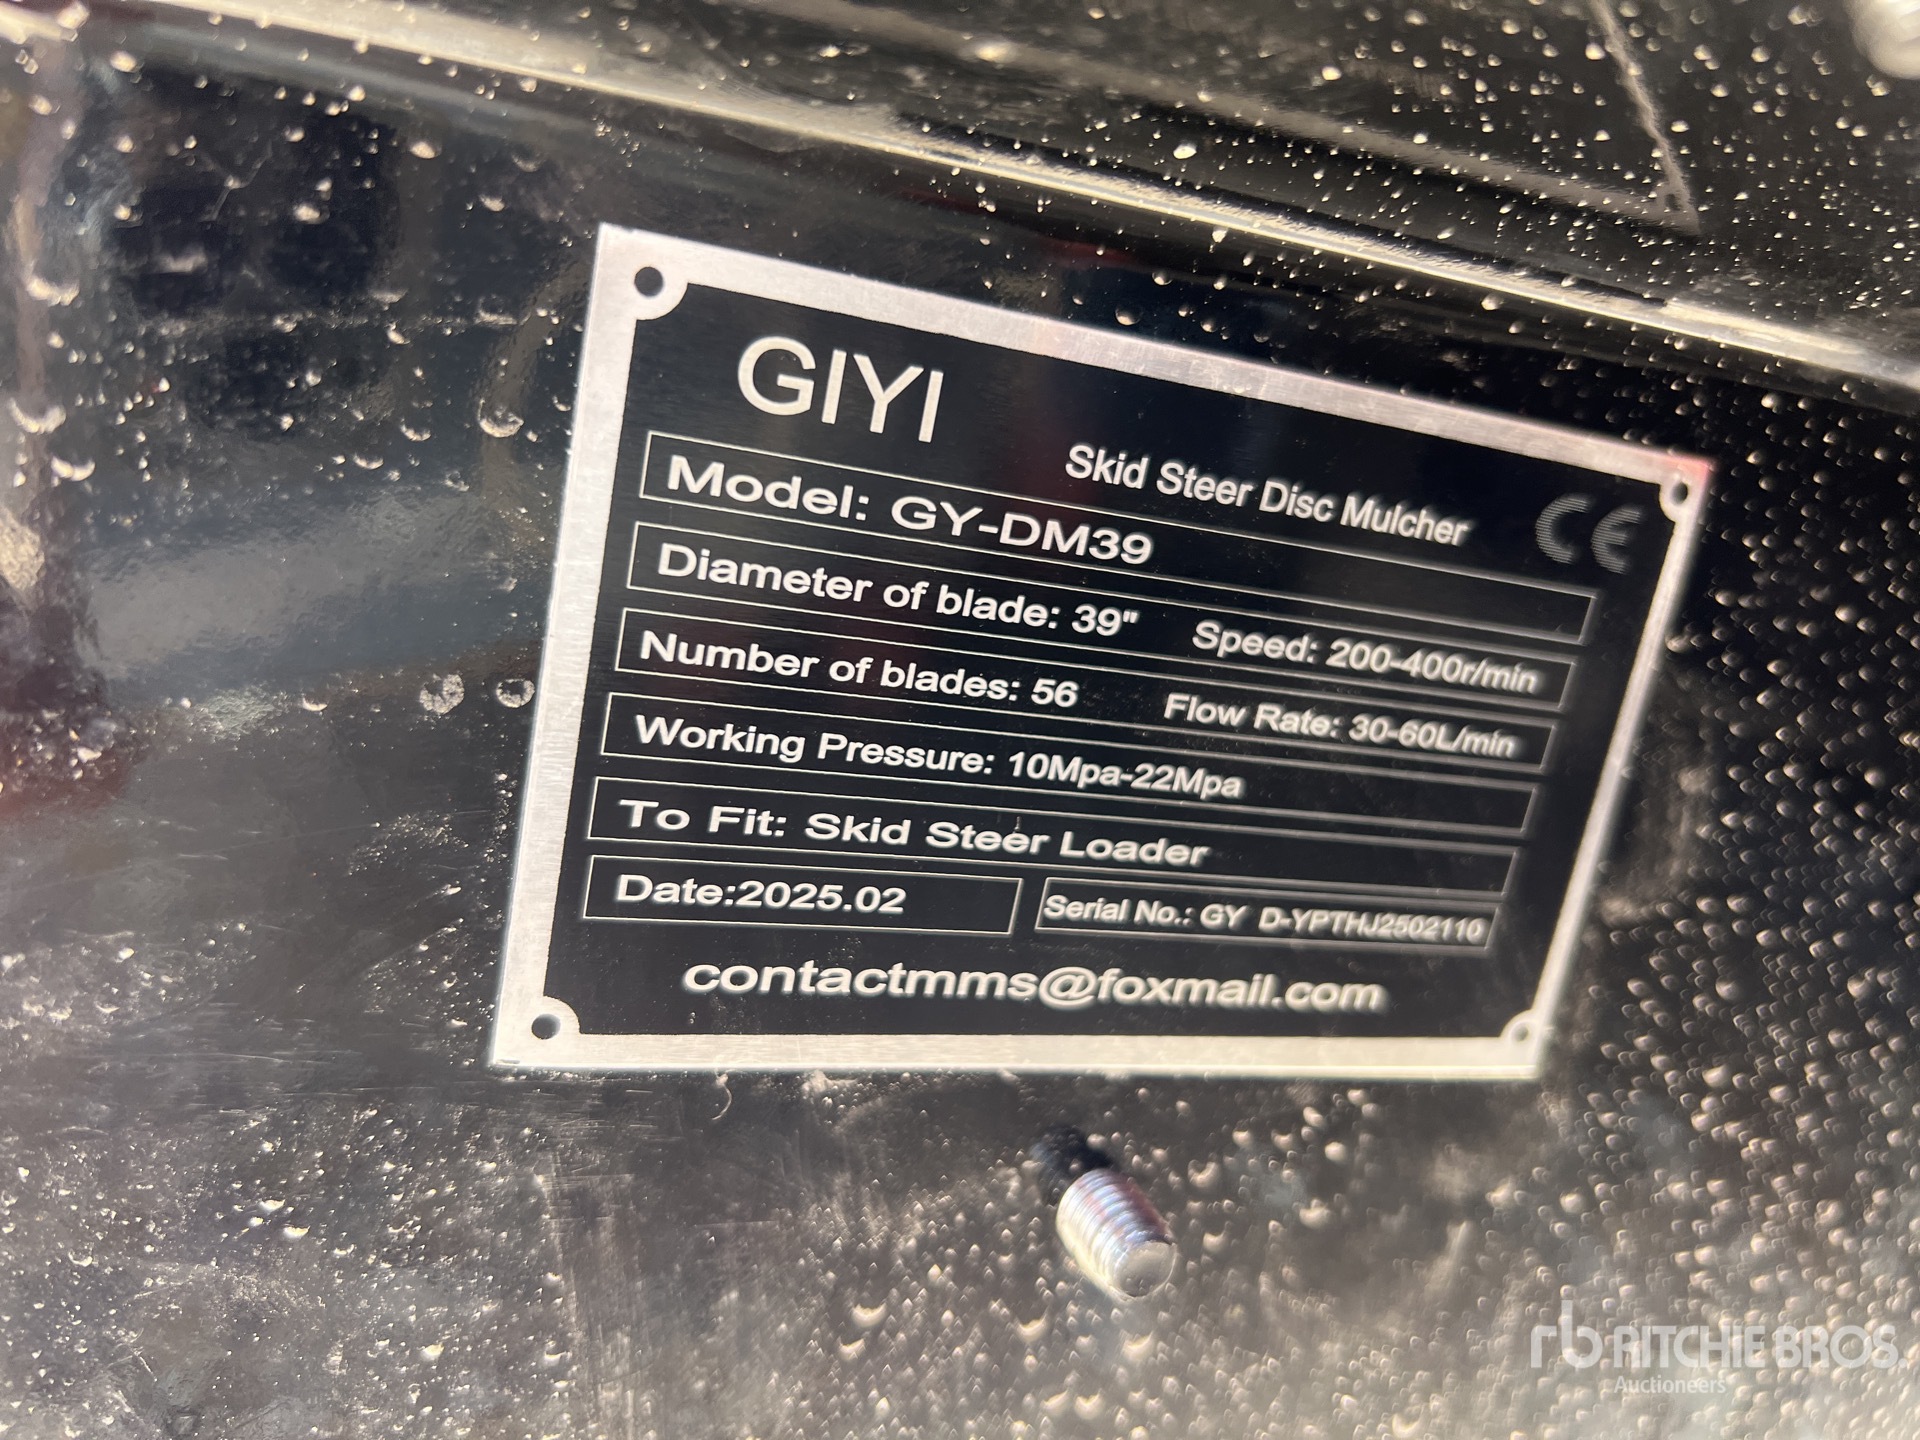 GIYI
Skid Steer Disc Mulcher
CE
Model: GY-DM39
Diameter of blade: 39" Speed: 200-400r/min
Number of blades: 56 Flow Rate: 30-60L/min
Working Pressure: 10Mpa-22Mpa
To Fit: Skid Steer Loader
Date:2025.02 Serial No.: GY D-YPTHJ2502110
contactmms@foxmail.com
rb RITCHIE BROS.
Auctioneers